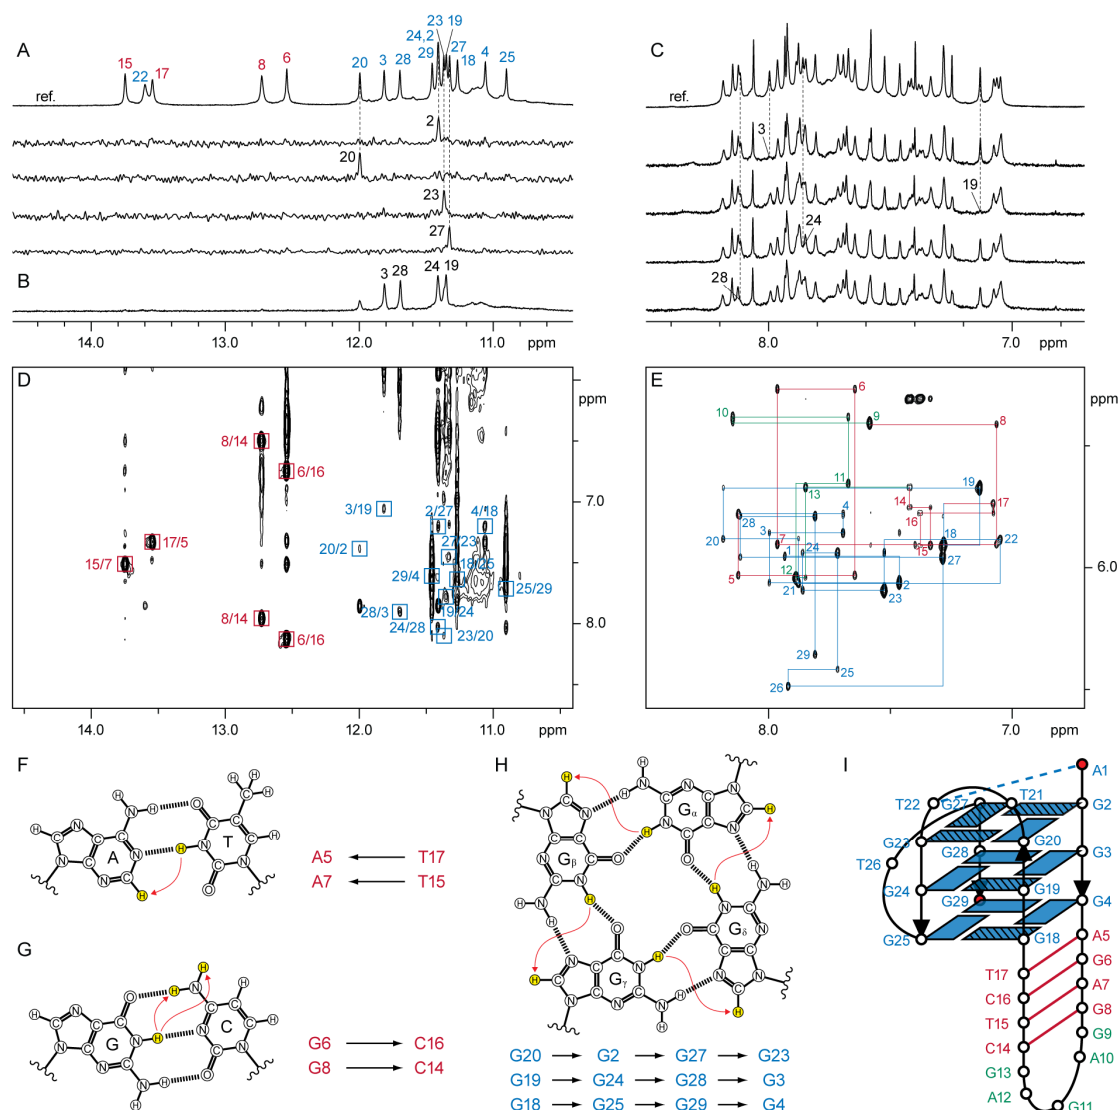 A
15
22
17
8
6
20
3
28
29
24,2
23
19
27
18
4
25
ref.
2
20
23
27
B
3
28
24
19
14.0
13.0
12.0
11.0
ppm
C
ref.
3
19
24
28
8.0
7.0
ppm
D
ppm
8/14
6/16
7.0
3/19
2/27
4/18
17/5
15/7
20/2
27/23
18/25
29/4
25/29
28/3
19/24
8/14
24/28
6/16
23/20
8.0
14.0
13.0
12.0
11.0
ppm
E
ppm
6
10
9
8
11
13
19
14
17
28
4
16
3
20
7
1
24
15
18
22
27
6.0
5
12
21
2
23
29
25
26
8.0
7.0
ppm
F
H
H
H
N
H
O
H
H
N
A
N
H
N
T
H
N
N
N
H
O
A5
T17
A7
T15
G
H
H
O
H
N
H
H
N
G
N
H
N
C
H
N
N
N
N
H
O
H
G6
C16
G8
C14
H
Gα
Gβ
Gγ
Gδ
G20
G2
G27
G23
G19
G24
G28
G3
G18
G25
G29
G4
I
A1
T22
G27
T21
G2
G23
G20
G28
G3
T26
G24
G19
G29
G4
G25
G18
A5
T17
G6
C16
A7
T15
G8
C14
G9
G13
A10
A12
G11